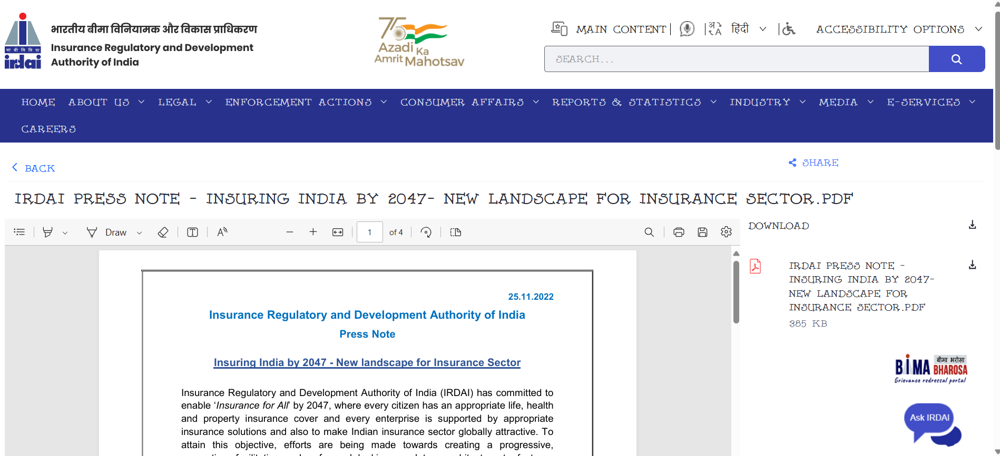 भारतीय बीमा विनियामक और विकास प्राधिकरण
Insurance Regulatory and Development
Authority of India
भा बी वि वि प्रा
irdai
75
Azadi Ka
Amrit Mahotsav
MAIN CONTENT
अ A
हिंदी
ACCESSIBILITY OPTIONS
SEARCH...
HOME ABOUT US LEGAL ENFORCEMENT ACTIONS CONSUMER AFFAIRS REPORTS & STATISTICS INDUSTRY MEDIA E-SERVICES
CAREERS
BACK
SHARE
IRDAI PRESS NOTE - INSURING INDIA BY 2047- NEW LANDSCAPE FOR INSURANCE SECTOR.PDF
Draw 1 of 4
25.11.2022
Insurance Regulatory and Development Authority of India
Press Note
Insuring India by 2047 - New landscape for Insurance Sector
Insurance Regulatory and Development Authority of India (IRDAI) has committed to
enable ‘Insurance for All’ by 2047, where every citizen has an appropriate life, health
and property insurance cover and every enterprise is supported by appropriate
insurance solutions and also to make Indian insurance sector globally attractive. To
attain this objective, efforts are being made towards creating a progressive,
DOWNLOAD
IRDAI PRESS NOTE -
INSURING INDIA BY 2047-
NEW LANDSCAPE FOR
INSURANCE SECTOR.PDF
385 KB
BIMA बीमा भरोसा
BHAROSA
Grievance redressal portal
Ask IRDAI